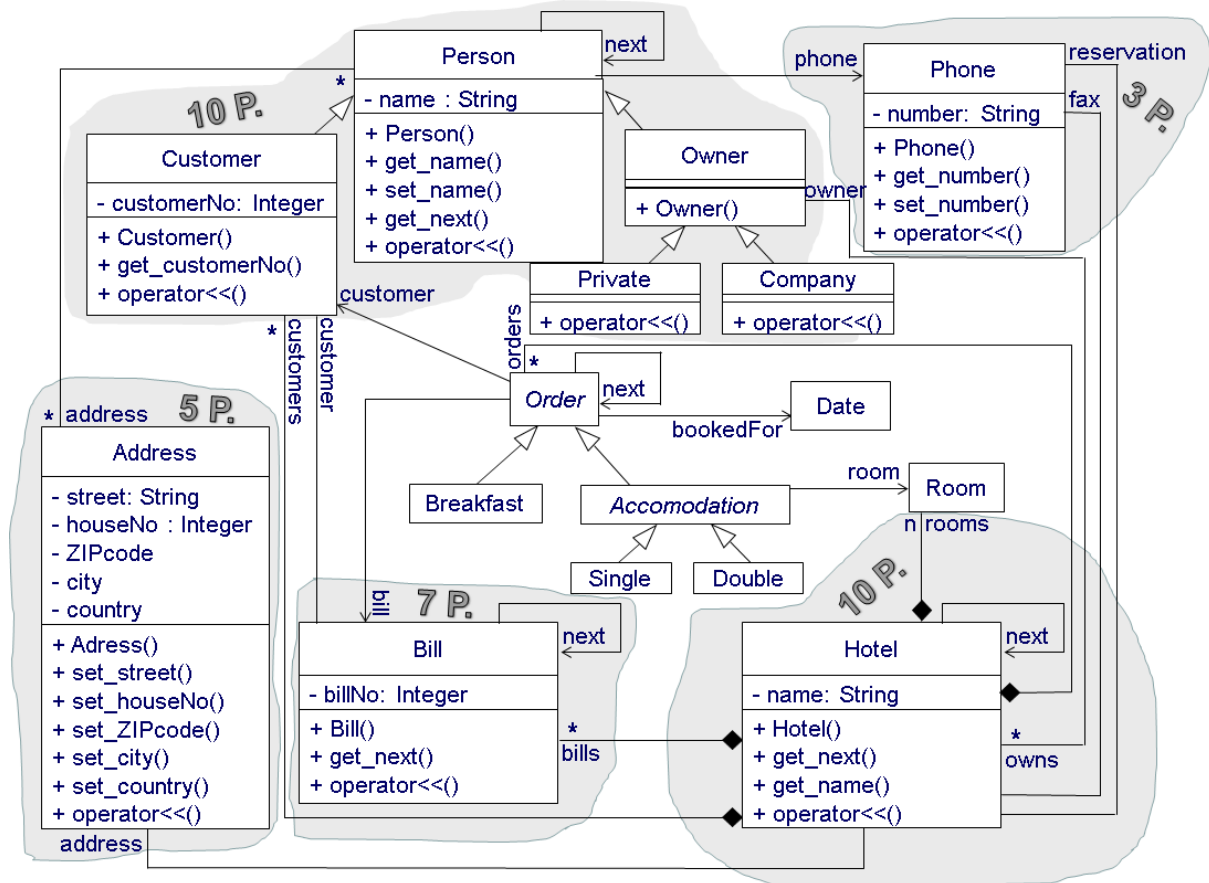 Person
next
*
- name : String
+ Person()
+ get_name()
+ set_name()
+ get_next()
+ operator<<()
10 P.
phone
Phone
reservation
fax
3 P.
- number: String
+ Phone()
+ get_number()
+ set_number()
+ operator<<()
Customer
- customerNo: Integer
+ Customer()
+ get_customerNo()
+ operator<<()
Owner
owner
+ Owner()
Private
+ operator<<()
Company
+ operator<<()
customer
* customers
customer
orders
*
Order
next
bookedFor
Date
Breakfast
Accomodation
room
Room
n rooms
Single
Double
5 P.
* address
Address
- street: String
- houseNo : Integer
- ZIPcode
- city
- country
+ Adress()
+ set_street()
+ set_houseNo()
+ set_ZIPcode()
+ set_city()
+ set_country()
+ operator<<()
address
bill
7 P.
Bill
next
- billNo: Integer
+ Bill()
+ get_next()
+ operator<<()
*
bills
10 P.
Hotel
next
- name: String
+ Hotel()
+ get_next()
+ get_name()
+ operator<<()
*
owns